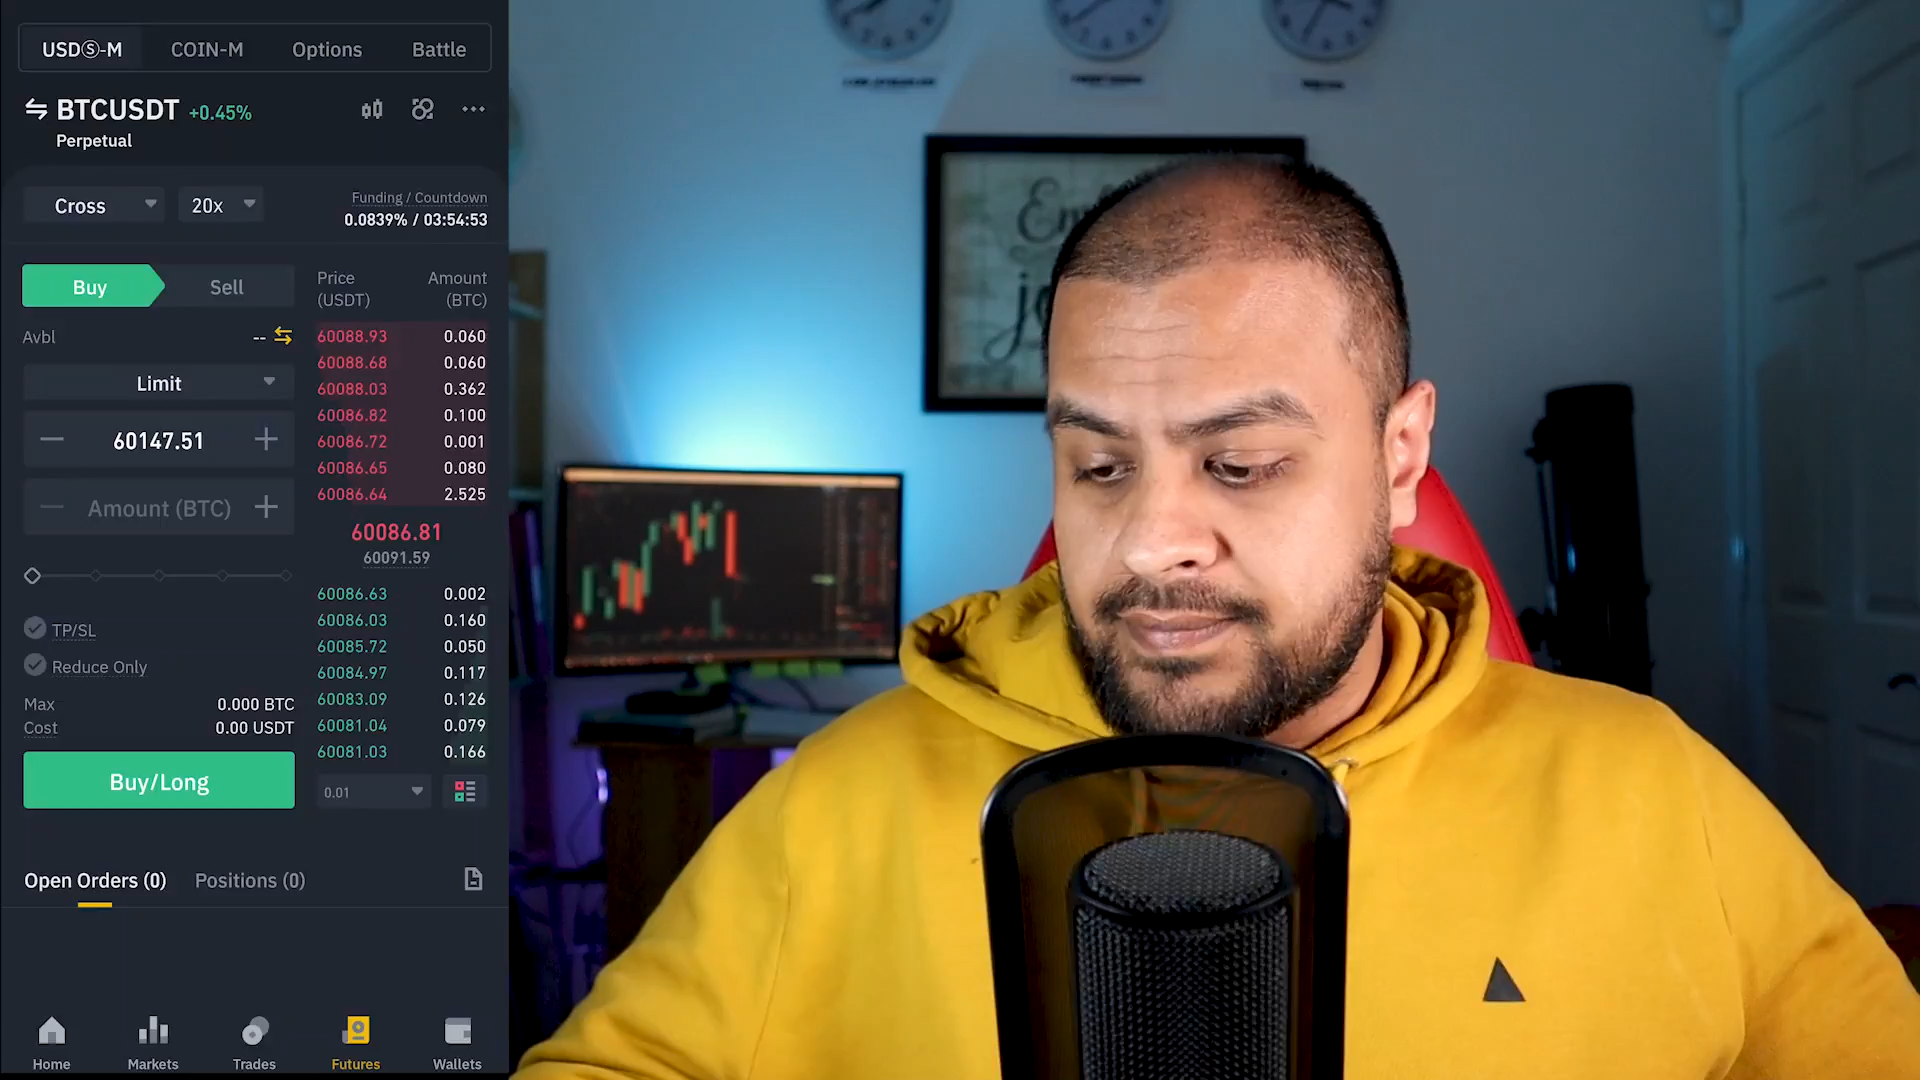 USDⓈ-M COIN-M Options Battle
BTCUSDT +0.45%
Perpetual
Cross 20x
Funding / Countdown
0.0839% / 03:54:53
Buy Sell
Avbl --
Limit
60147.51
Amount (BTC)
TP/SL
Reduce Only
Max 0.000 BTC
Cost 0.00 USDT
Buy/Long
Price Amount
(USDT) (BTC)
60088.93 0.060
60088.68 0.060
60088.03 0.362
60086.82 0.100
60086.72 0.001
60086.65 0.080
60086.64 2.525
60086.81
60091.59
60086.63 0.002
60086.03 0.160
60085.72 0.050
60084.97 0.117
60083.09 0.126
60081.04 0.079
60081.03 0.166
0.01
Open Orders (0) Positions (0)
Home Markets Trades Futures Wallets